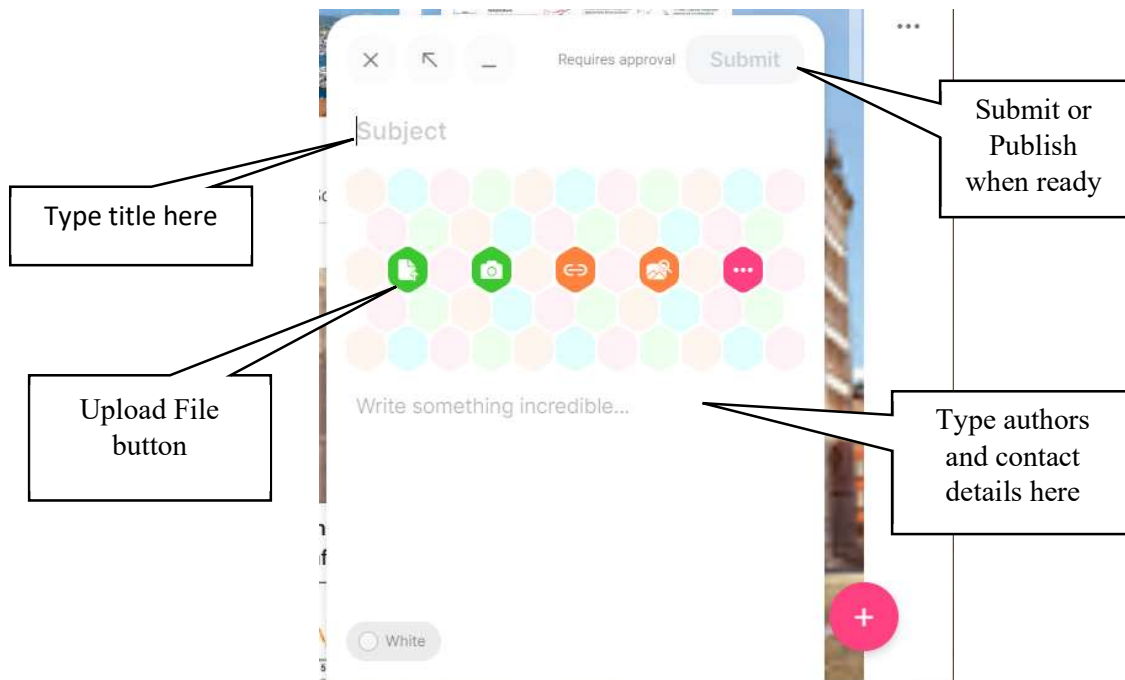 Requires approval
Submit
Subject
Submit or
Publish
when ready
Type title here
Upload File
button
Write something incredible...
Type authors
and contact
details here
White